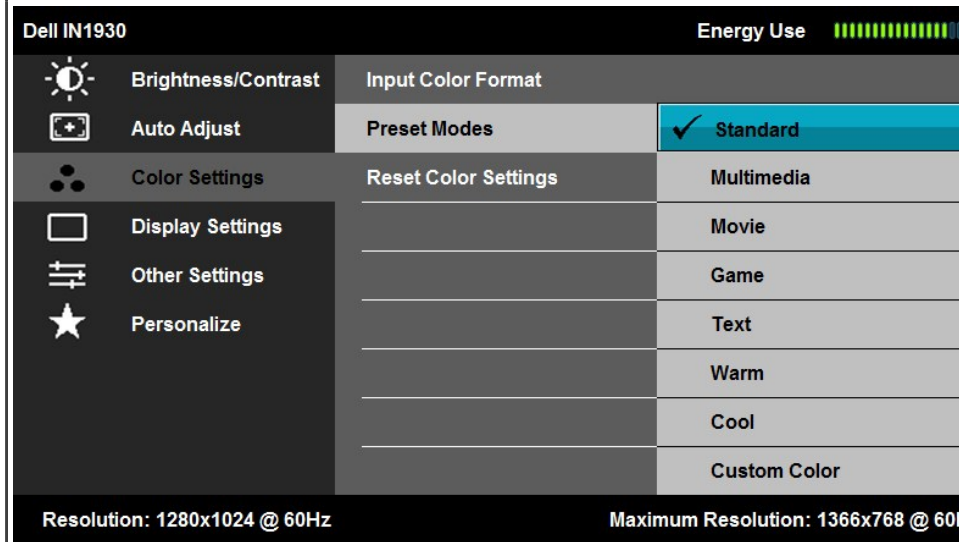 Dell IN1930 Energy Use
Brightness/Contrast Input Color Format
Auto Adjust Preset Modes Standard
Color Settings Reset Color Settings Multimedia
Display Settings Movie
Other Settings Game
Personalize Text
Warm
Cool
Custom Color
Resolution: 1280x1024 @ 60Hz Maximum Resolution: 1366x768 @